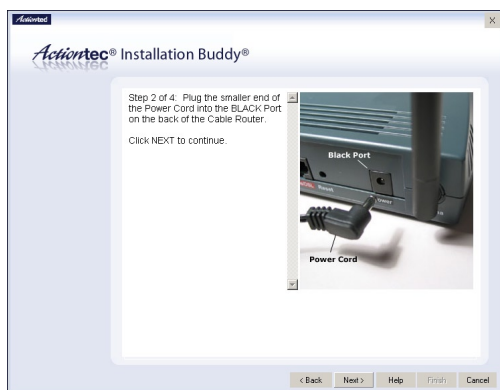 Actiontec
Actiontec® Installation Buddy®
Step 2 of 4: Plug the smaller end of
the Power Cord into the BLACK Port
on the back of the Cable Router.
Click NEXT to continue.
Black Port
Reset
Power
Power Cord
< Back Next > Help Finish Cancel